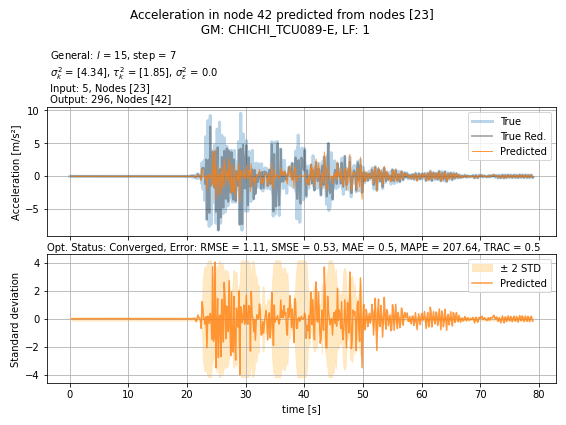 Acceleration in node 42 predicted from nodes [23]
GM: CHICHI_TCU089-E, LF: 1
General: l = 15, step = 7
σ²ₖ = [4.34], τ²ₖ = [1.85], σ²ε = 0.0
Input: 5, Nodes [23]
Output: 296, Nodes [42]
10
5
0
−5
Acceleration [m/s²]
True
True Red.
Predicted
Opt. Status: Converged, Error: RMSE = 1.11, SMSE = 0.53, MAE = 0.5, MAPE = 207.64, TRAC = 0.5
4
2
0
−2
−4
Standard deviation
± 2 STD
Predicted
0 10 20 30 40 50 60 70 80
time [s]